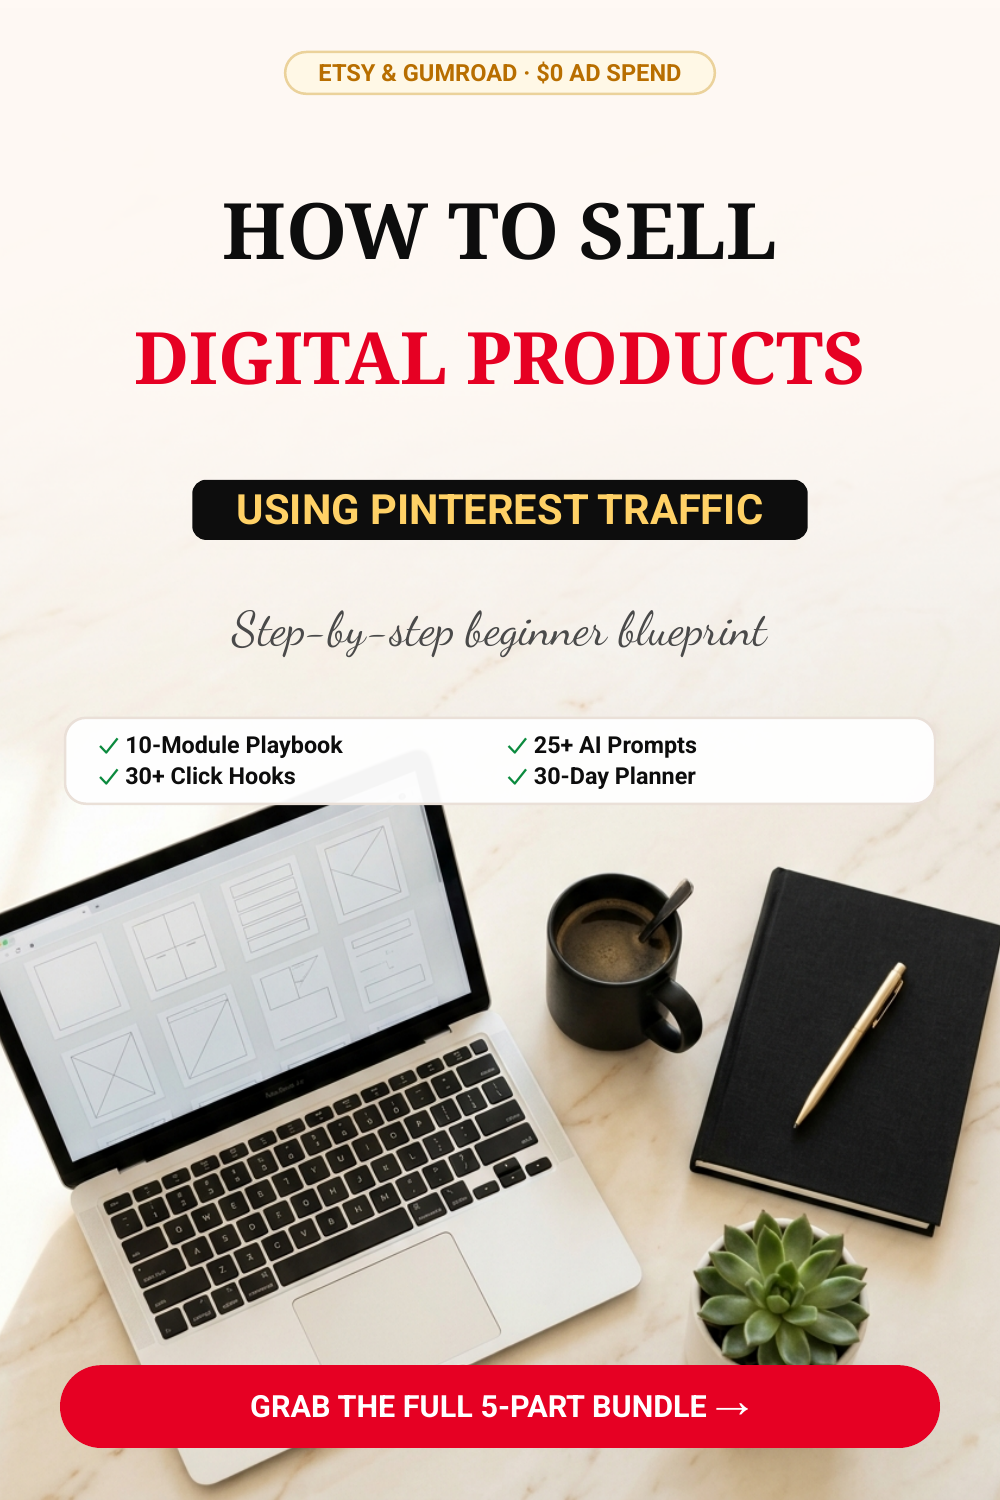 ETSY & GUMROAD · $0 AD SPEND
HOW TO SELL
DIGITAL PRODUCTS
USING PINTEREST TRAFFIC
Step-by-step beginner blueprint
✓ 10-Module Playbook
✓ 25+ AI Prompts
✓ 30+ Click Hooks
✓ 30-Day Planner
GRAB THE FULL 5-PART BUNDLE →